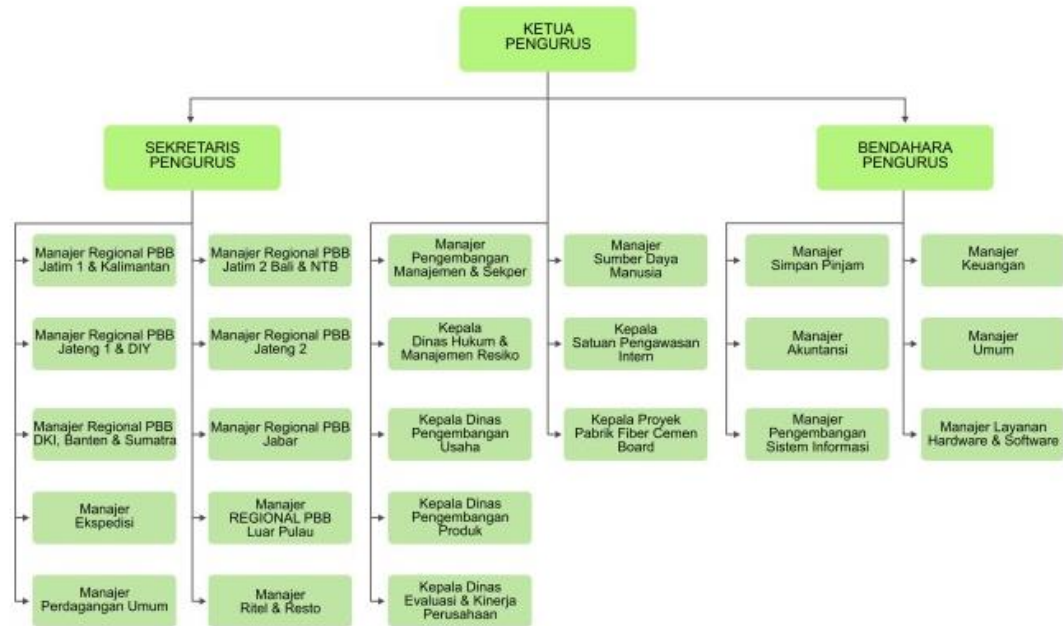 KETUA
PENGURUS
SEKRETARIS
PENGURUS
BENDAHARA
PENGURUS
Manajer Regional PBB
Jatim 1 & Kalimantan
Manajer Regional PBB
Jatim 2 Bali & NTB
Manajer
Pengembangan
Manajemen & Sekper
Manajer
Sumber Daya
Manusia
Manajer
Simpan Pinjam
Manajer
Keuangan
Manajer Regional PBB
Jateng 1 & DIY
Manajer Regional PBB
Jateng 2
Kepala
Dinas Hukum &
Manajemen Resiko
Kepala
Satuan Pengawasan
Intern
Manajer
Akuntansi
Manajer
Umum
Manajer Regional PBB
DKI, Banten & Sumatra
Manajer Regional PBB
Jabar
Kepala Dinas
Pengembangan
Usaha
Kepala Proyek
Pabrik Fiber Cemen
Board
Manajer
Pengembangan
Sistem Informasi
Manajer Layanan
Hardware & Software
Manajer
Ekspedisi
Manajer
REGIONAL PBB
Luar Pulau
Kepala Dinas
Pengembangan
Produk
Manajer
Perdagangan Umum
Manajer
Ritel & Resto
Kepala Dinas
Evaluasi & Kinerja
Perusahaan